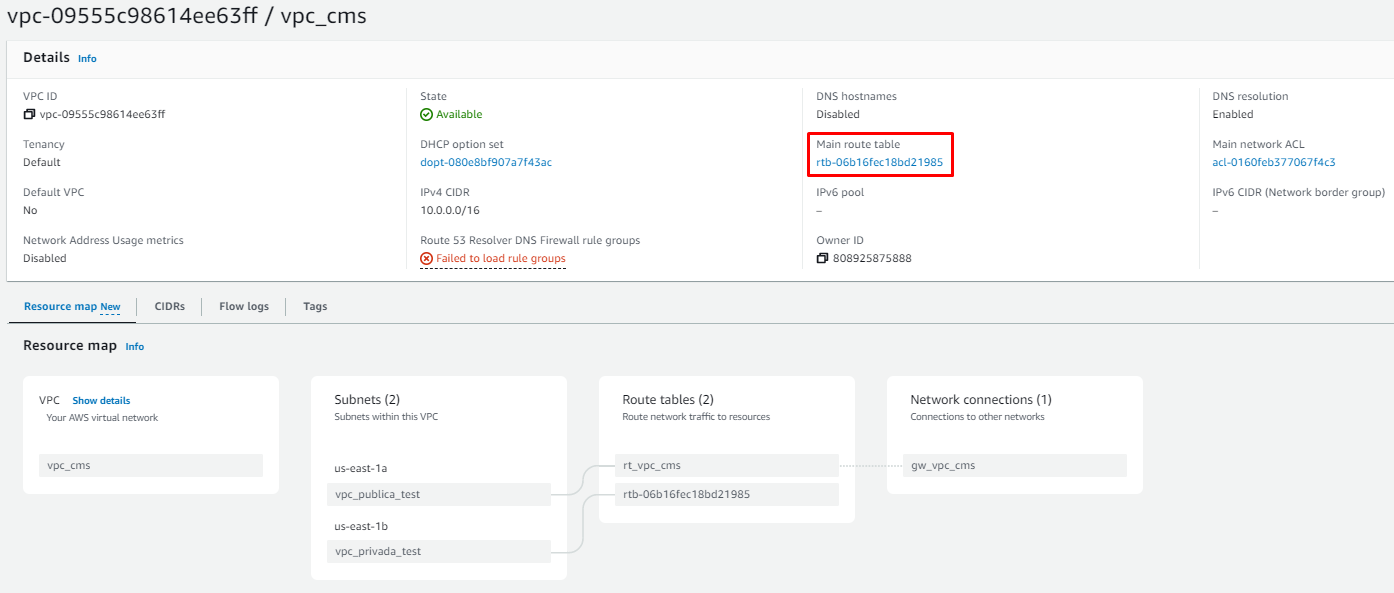 vpc-09555c98614ee63ff / vpc_cms
Details Info
VPC ID
vpc-09555c98614ee63ff
State
Available
DNS hostnames
Disabled
DNS resolution
Enabled
Tenancy
Default
DHCP option set
dopt-080e8bf907a7f43ac
Main route table
rtb-06b16fec18bd21985
Main network ACL
acl-0160feb377067f4c3
Default VPC
No
IPv4 CIDR
10.0.0.0/16
IPv6 pool
–
IPv6 CIDR (Network border group)
–
Network Address Usage metrics
Disabled
Route 53 Resolver DNS Firewall rule groups
Failed to load rule groups
Owner ID
808925875888
Resource map New CIDRs Flow logs Tags
Resource map Info
VPC Show details
Your AWS virtual network
vpc_cms
Subnets (2)
Subnets within this VPC
us-east-1a
vpc_publica_test
us-east-1b
vpc_privada_test
Route tables (2)
Route network traffic to resources
rt_vpc_cms
rtb-06b16fec18bd21985
Network connections (1)
Connections to other networks
gw_vpc_cms